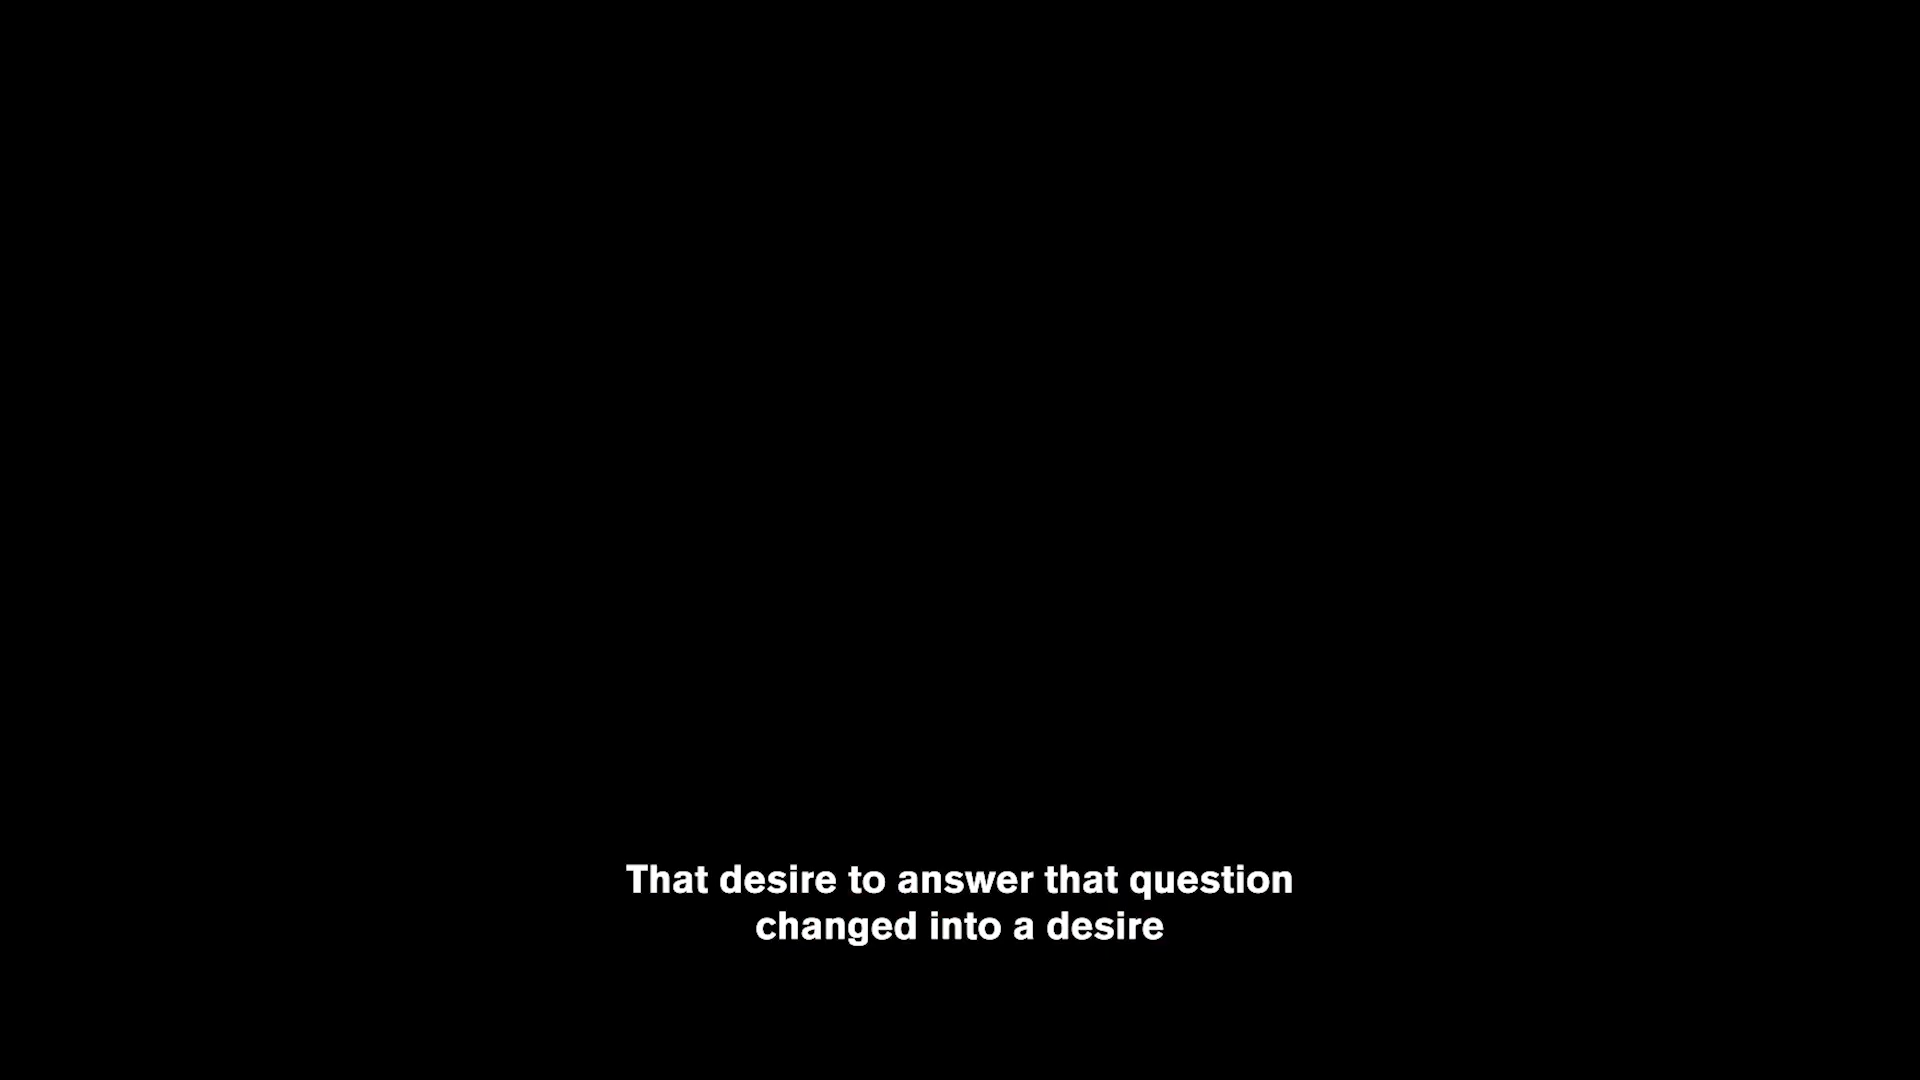 That desire to answer that question
changed into a desire